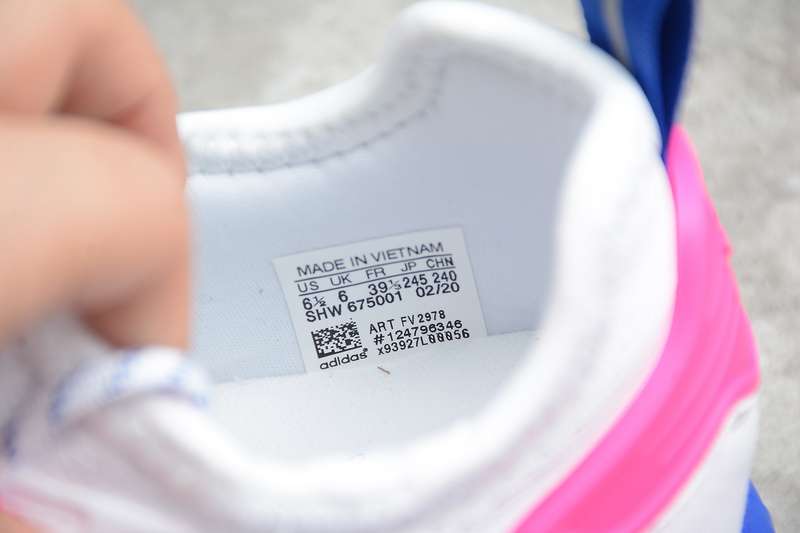 MADE IN VIETNAM
US UK FR JP CHN
6½ 6 39⅓ 245 240
SHW 675001 02/20
ART FV2978
#124796346
x93927L00056
adidas